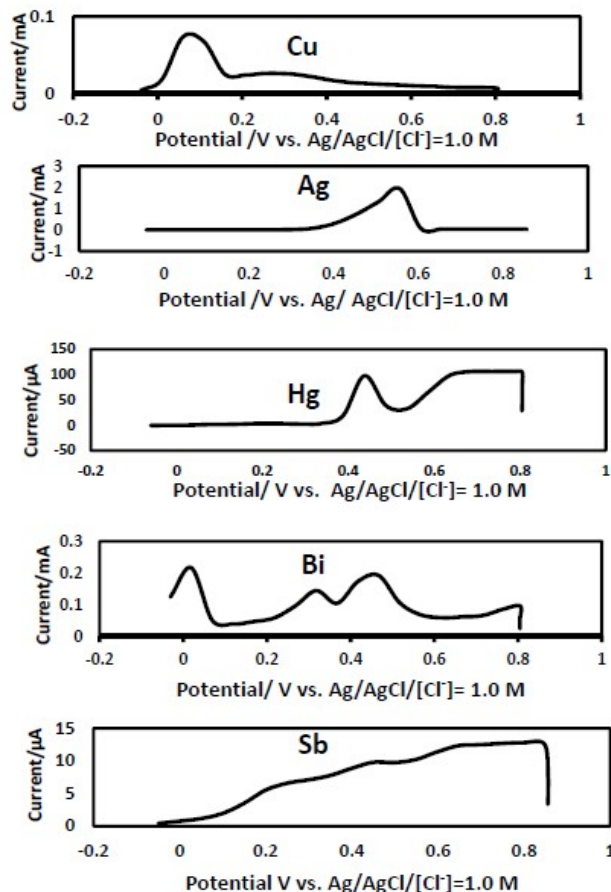 0.1
0
Current/mA
Cu
-0.2 0 0.2 0.4 0.6 0.8 1
Potential /V vs. Ag/AgCl/[Cl⁻]=1.0 M
3
2
1
0
-1
Current/mA
Ag
-0.2 0 0.2 0.4 0.6 0.8 1
Potential /V vs. Ag/ AgCl/[Cl⁻]=1.0 M
150
100
50
0
-50
Current/µA
Hg
-0.2 0 0.2 0.4 0.6 0.8 1
Potential/ V vs. Ag/AgCl/[Cl⁻]= 1.0 M
0.3
0.2
0.1
0
Current/mA
Bi
-0.2 0 0.2 0.4 0.6 0.8 1
Potential/ V vs. Ag/AgCl/[Cl⁻]= 1.0 M
15
10
5
0
Current/µA
Sb
-0.2 0 0.2 0.4 0.6 0.8 1
Potential V vs. Ag/AgCl/[Cl⁻]=1.0 M